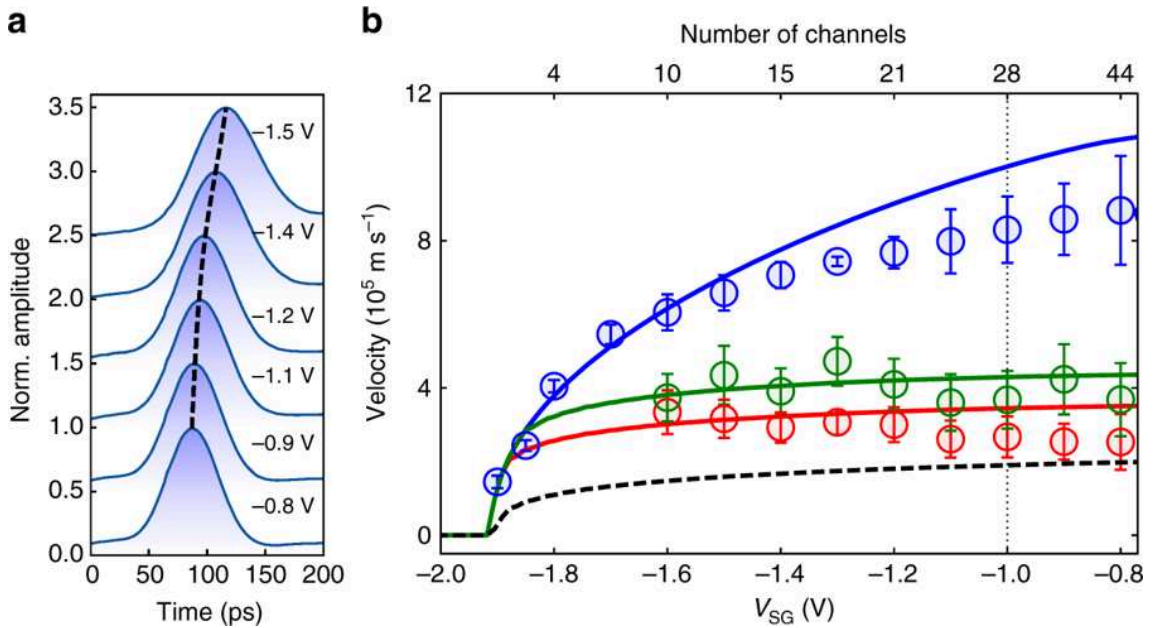 a
3.5
3.0
2.5
2.0
1.5
1.0
0.5
0.0
Norm. amplitude
–1.5 V
–1.4 V
–1.2 V
–1.1 V
–0.9 V
–0.8 V
0 50 100 150 200
Time (ps)
b
Number of channels
4 10 15 21 28 44
12
8
4
0
Velocity (10⁵ m s⁻¹)
–2.0 –1.8 –1.6 –1.4 –1.2 –1.0 –0.8
V_SG (V)